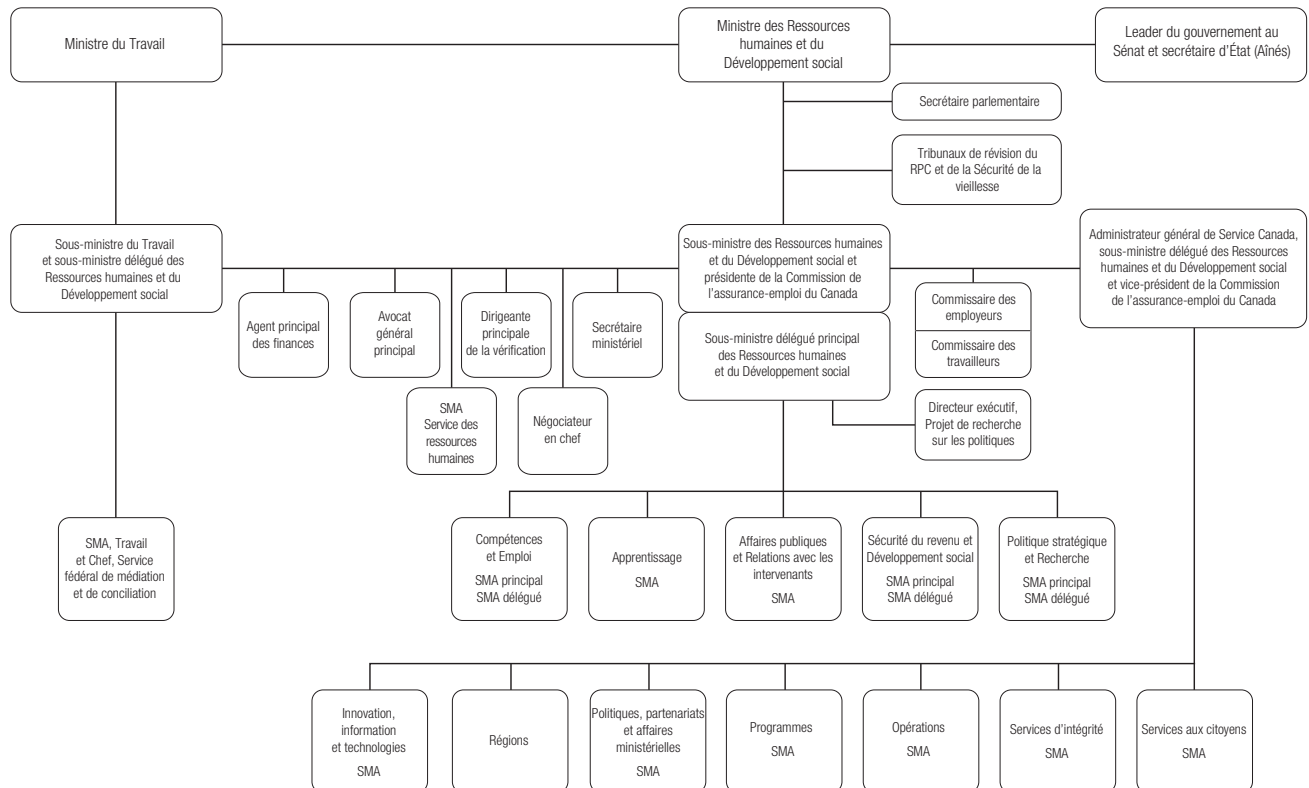 Ministre du Travail
Ministre des Ressources
humaines et du
Développement social
Leader du gouvernement au
Sénat et secrétaire d'État (Aînés)
Secrétaire parlementaire
Tribunaux de révision du
RPC et de la Sécurité de la
vieillesse
Sous-ministre du Travail
et sous-ministre délégué des
Ressources humaines et du
Développement social
Sous-ministre des Ressources humaines
et du Développement social et
présidente de la Commission de
l'assurance-emploi du Canada
Administrateur général de Service Canada,
sous-ministre délégué des Ressources
humaines et du Développement social
et vice-président de la Commission
de l'assurance-emploi du Canada
Agent principal
des finances
Avocat
général
principal
Dirigeante
principale
de la vérification
Secrétaire
ministériel
Sous-ministre délégué principal
des Ressources humaines
et du Développement social
Commissaire des
employeurs
Commissaire des
travailleurs
SMA
Service des
ressources
humaines
Négociateur
en chef
Directeur exécutif,
Projet de recherche
sur les politiques
SMA, Travail
et Chef, Service
fédéral de médiation
et de conciliation
Compétences
et Emploi
SMA principal
SMA délégué
Apprentissage
SMA
Affaires publiques
et Relations avec les
intervenants
SMA
Sécurité du revenu et
Développement social
SMA principal
SMA délégué
Politique stratégique
et Recherche
SMA principal
SMA délégué
Innovation,
information
et technologies
SMA
Régions
Politiques, partenariats
et affaires
ministérielles
SMA
Programmes
SMA
Opérations
SMA
Services d'intégrité
SMA
Services aux citoyens
SMA